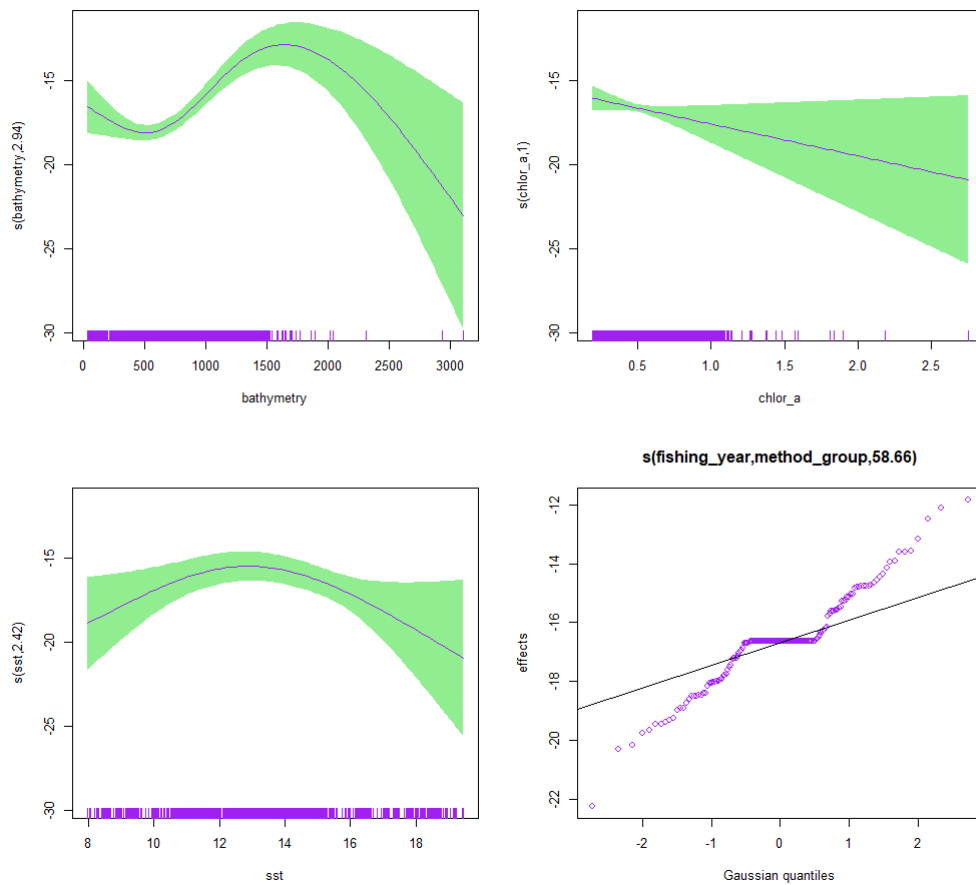 -15
-20
-25
-30
s(bathymetry,2.94)
0 500 1000 1500 2000 2500 3000
bathymetry
-15
-20
-25
-30
s(chlor_a,1)
0.5 1.0 1.5 2.0 2.5
chlor_a
-15
-20
-25
-30
s(sst,2.42)
8 10 12 14 16 18
sst
s(fishing_year,method_group,58.66)
-12
-14
-16
-18
-20
-22
effects
-2 -1 0 1 2
Gaussian quantiles